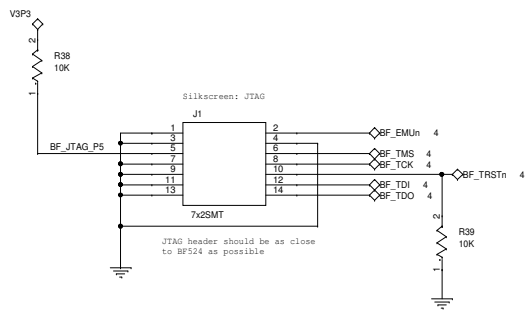 V3P3
2
R38
10K
1
Silkscreen: JTAG
J1
1 2 BF_EMUn 4
3 4
BF_JTAG_P5 5 6 BF_TMS 4
7 8 BF_TCK 4
9 10 BF_TRSTn 4
11 12 BF_TDI 4
13 14 BF_TDO 4
7x2SMT
2
R39
10K
1
JTAG header should be as close
to BF524 as possible